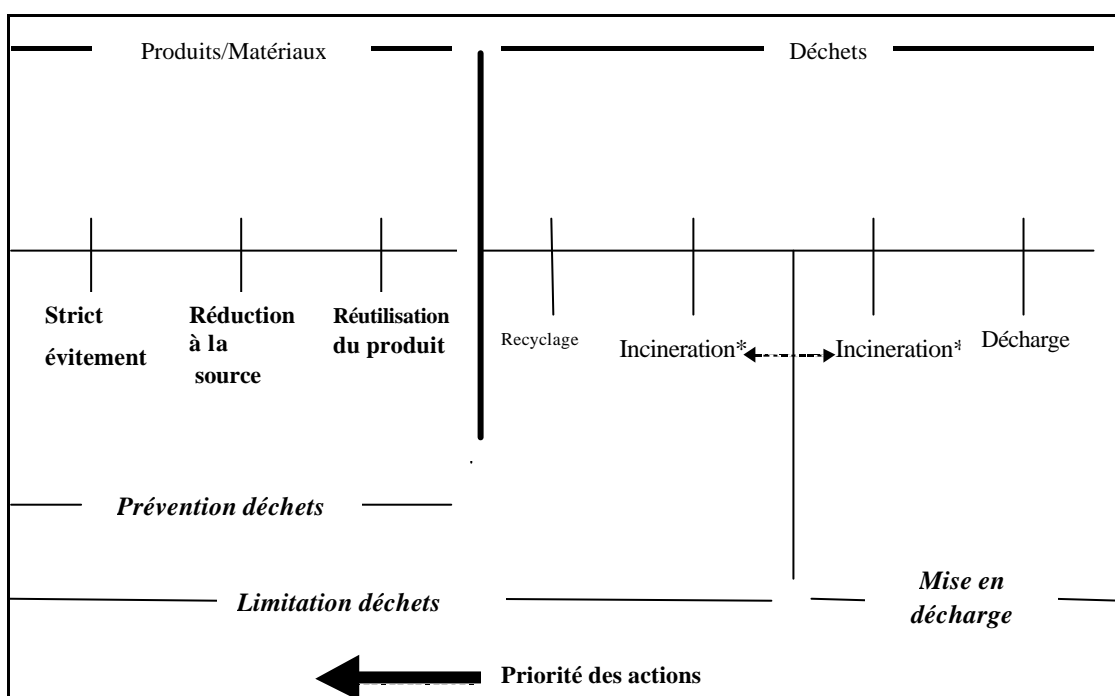 Produits/Matériaux
Déchets
Strict
évitement
Réduction
à la
source
Réutilisation
du produit
Recyclage
Incineration*
Incineration*
Décharge
Prévention déchets
Limitation déchets
Mise en
décharge
Priorité des actions